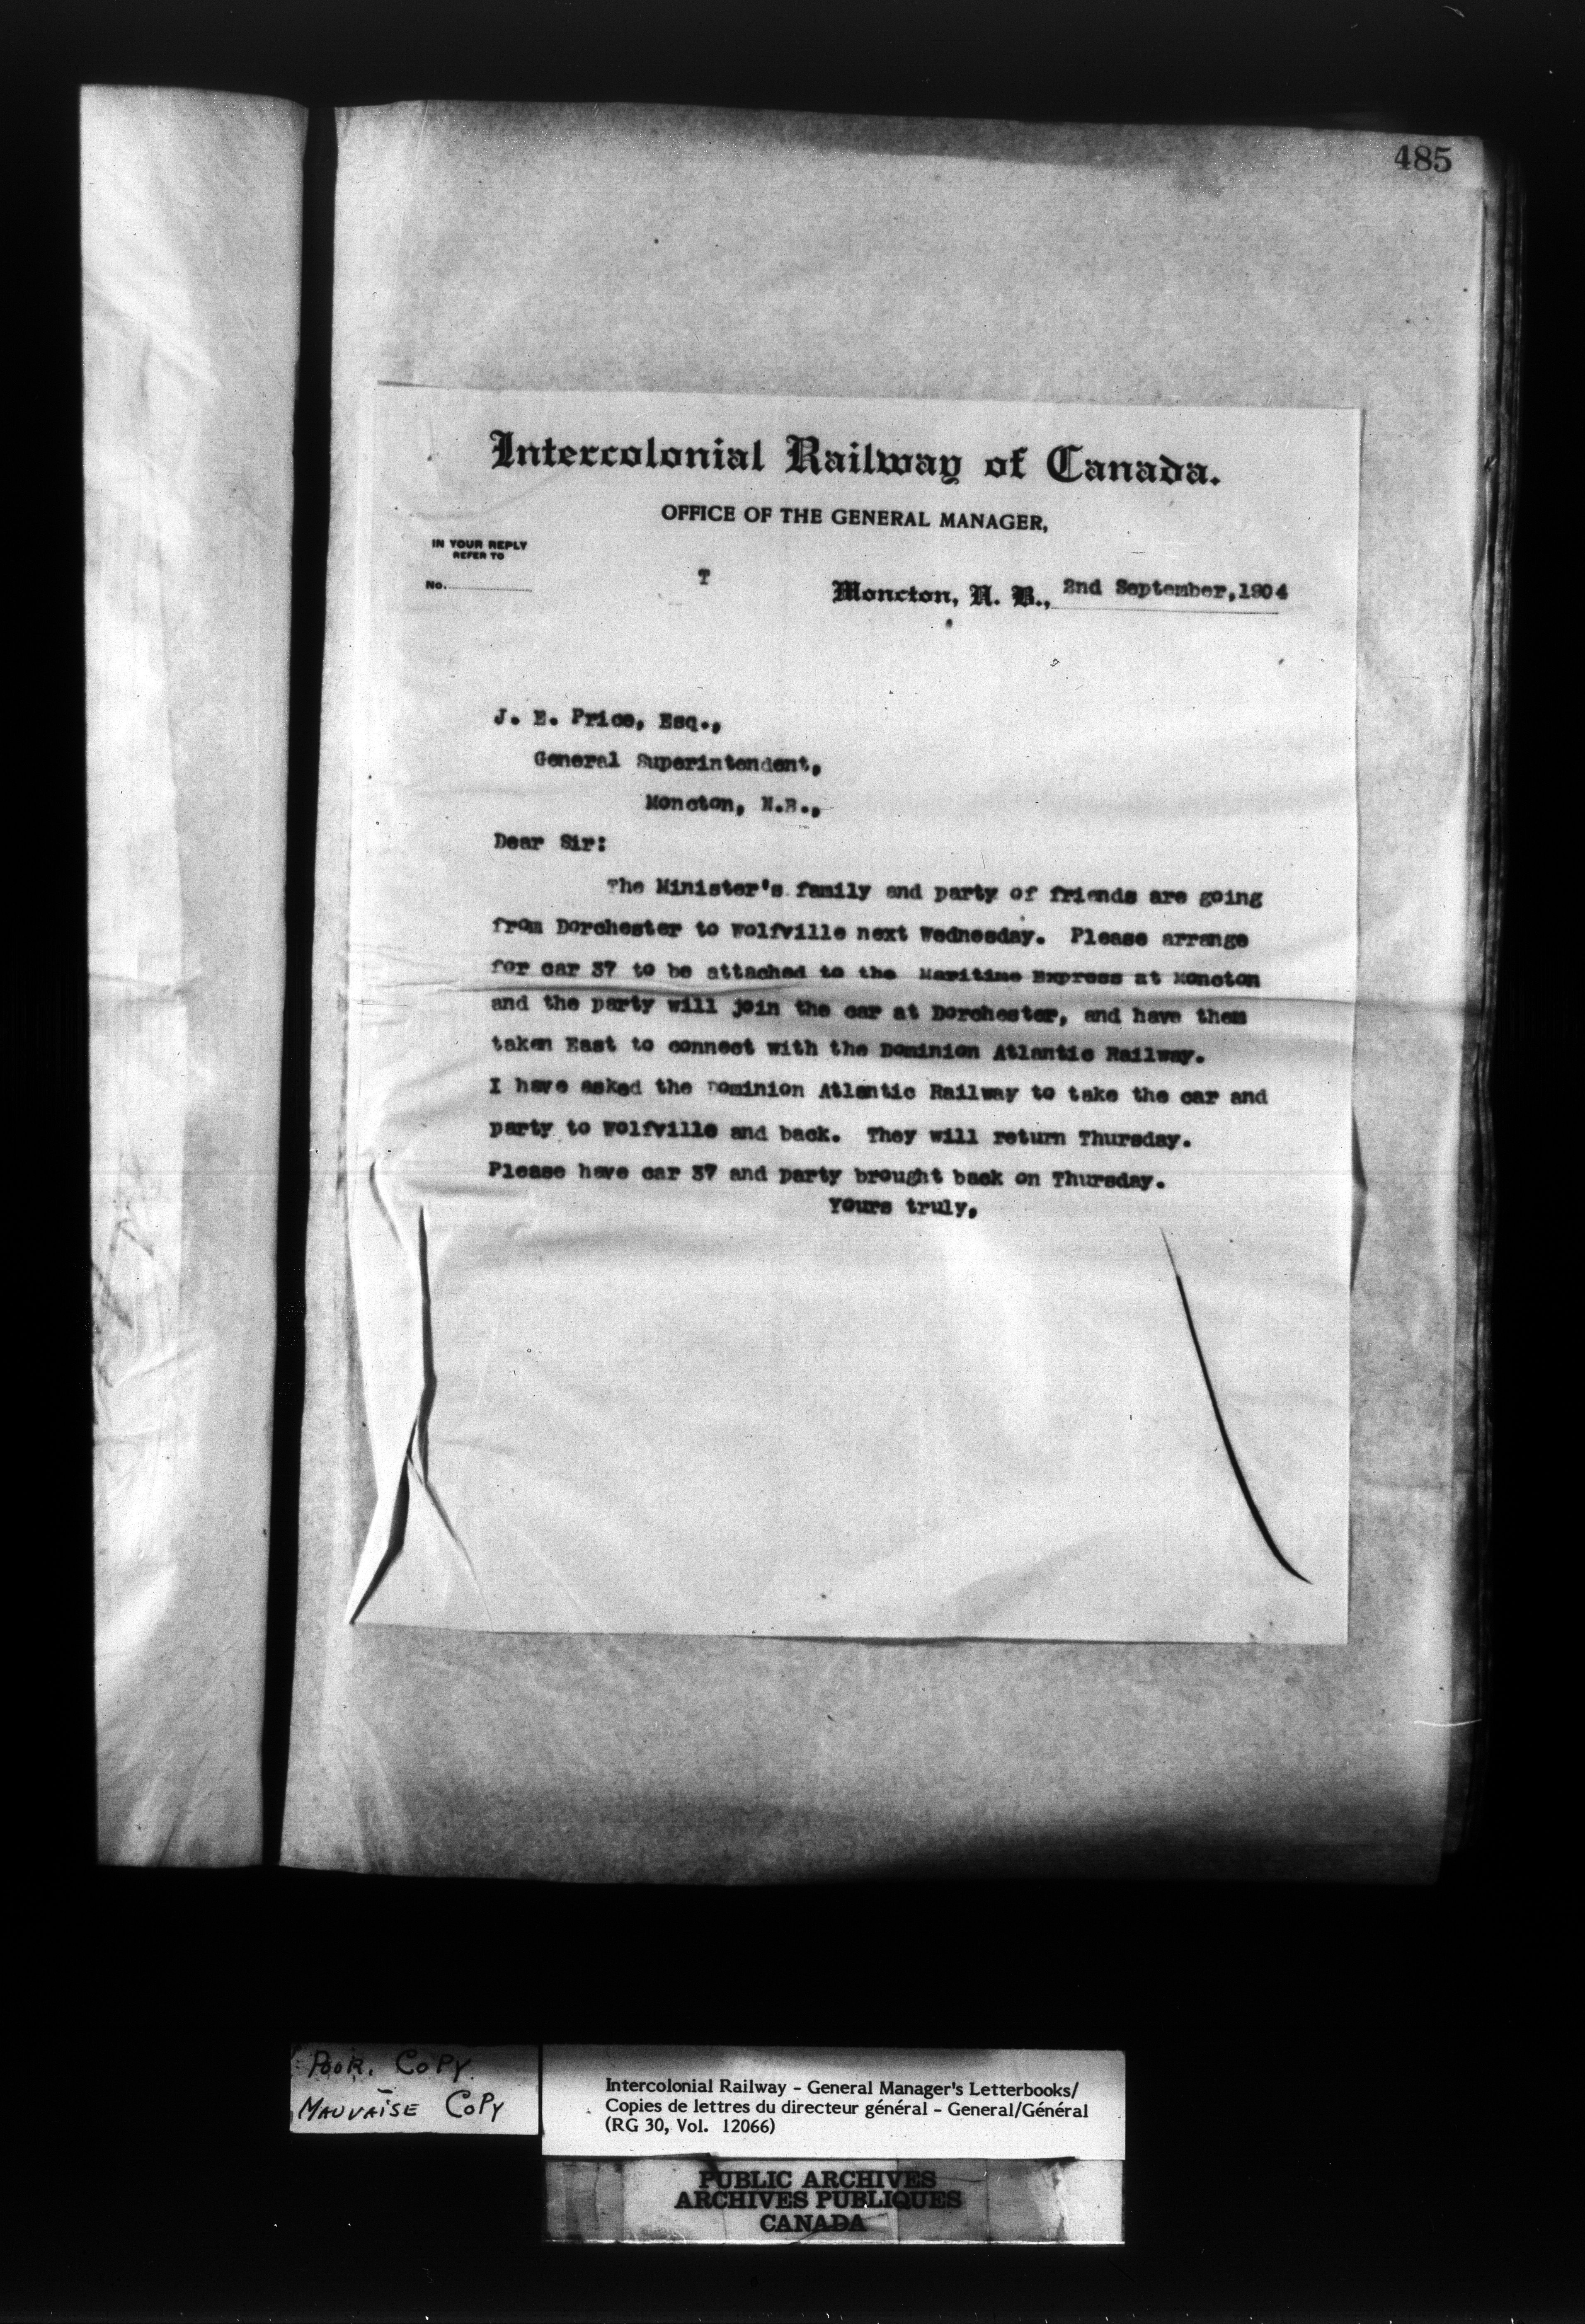 485
Intercolonial Railway of Canada.
OFFICE OF THE GENERAL MANAGER,
IN YOUR REPLY
REFER TO
No.
T
Moncton, N. B., 2nd September,1904
J. E. Price, Esq.,
General Superintendent,
Moncton, N.B.,
Dear Sir:
The Minister's family and party of friends are going
from Dorchester to Wolfville next Wednesday. Please arrange
for car 37 to be attached to the Maritime Express at Moncton
and the party will join the car at Dorchester, and have them
taken East to connect with the Dominion Atlantic Railway.
I have asked the Dominion Atlantic Railway to take the car and
party to Wolfville and back. They will return Thursday.
Please have car 37 and party brought back on Thursday.
Yours truly,
POOR. COPY.
MAUVAISE COPY
Intercolonial Railway - General Manager's Letterbooks/
Copies de lettres du directeur général - General/Général
(RG 30, Vol. 12066)
PUBLIC ARCHIVES
ARCHIVES PUBLIQUES
CANADA